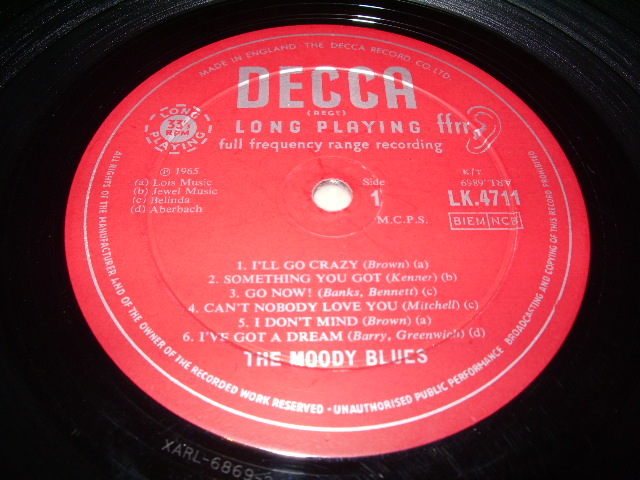 MADE IN ENGLAND · THE DECCA RECORD CO. LTD.
DECCA
(REGT)
LONG PLAYING ffrr
full frequency range recording
LONG 33⅓ RPM PLAYING
℗ 1965
(a) Lois Music
(b) Jewel Music
(c) Belinda
(d) Aberbach
Side
1
M.C.P.S.
K/T
ARL-6869
LK.4711
BIEM NCB
1. I'LL GO CRAZY (Brown) (a)
2. SOMETHING YOU GOT (Kenner) (b)
3. GO NOW! (Banks, Bennett) (c)
4. CAN'T NOBODY LOVE YOU (Mitchell) (c)
5. I DON'T MIND (Brown) (a)
6. I'VE GOT A DREAM (Barry, Greenwich) (d)
THE MOODY BLUES
ALL RIGHTS OF THE MANUFACTURER AND OF THE OWNER OF THE RECORDED WORK RESERVED · UNAUTHORISED PUBLIC PERFORMANCE BROADCASTING AND COPYING OF THIS RECORD PROHIBITED
XARL-6869-